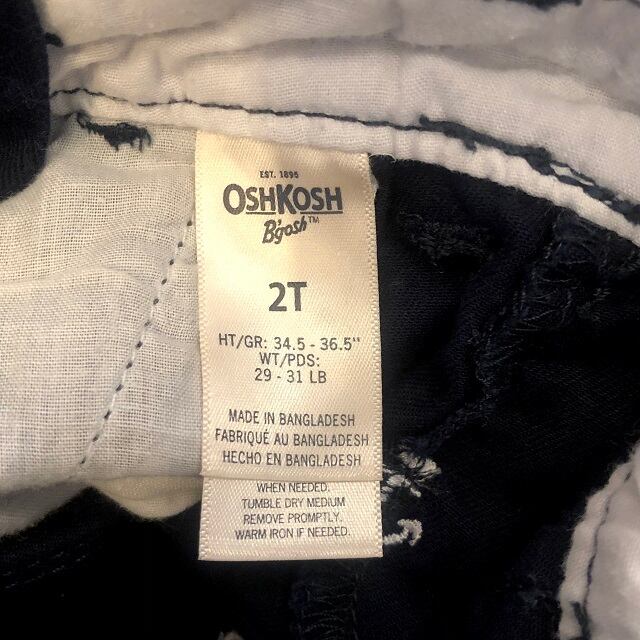 EST. 1895
OSHKOSH
B'gosh™
2T
HT/GR: 34.5 - 36.5"
WT/PDS:
29 - 31 LB
MADE IN BANGLADESH
FABRIQUÉ AU BANGLADESH
HECHO EN BANGLADESH
WHEN NEEDED.
TUMBLE DRY MEDIUM
REMOVE PROMPTLY.
WARM IRON IF NEEDED.